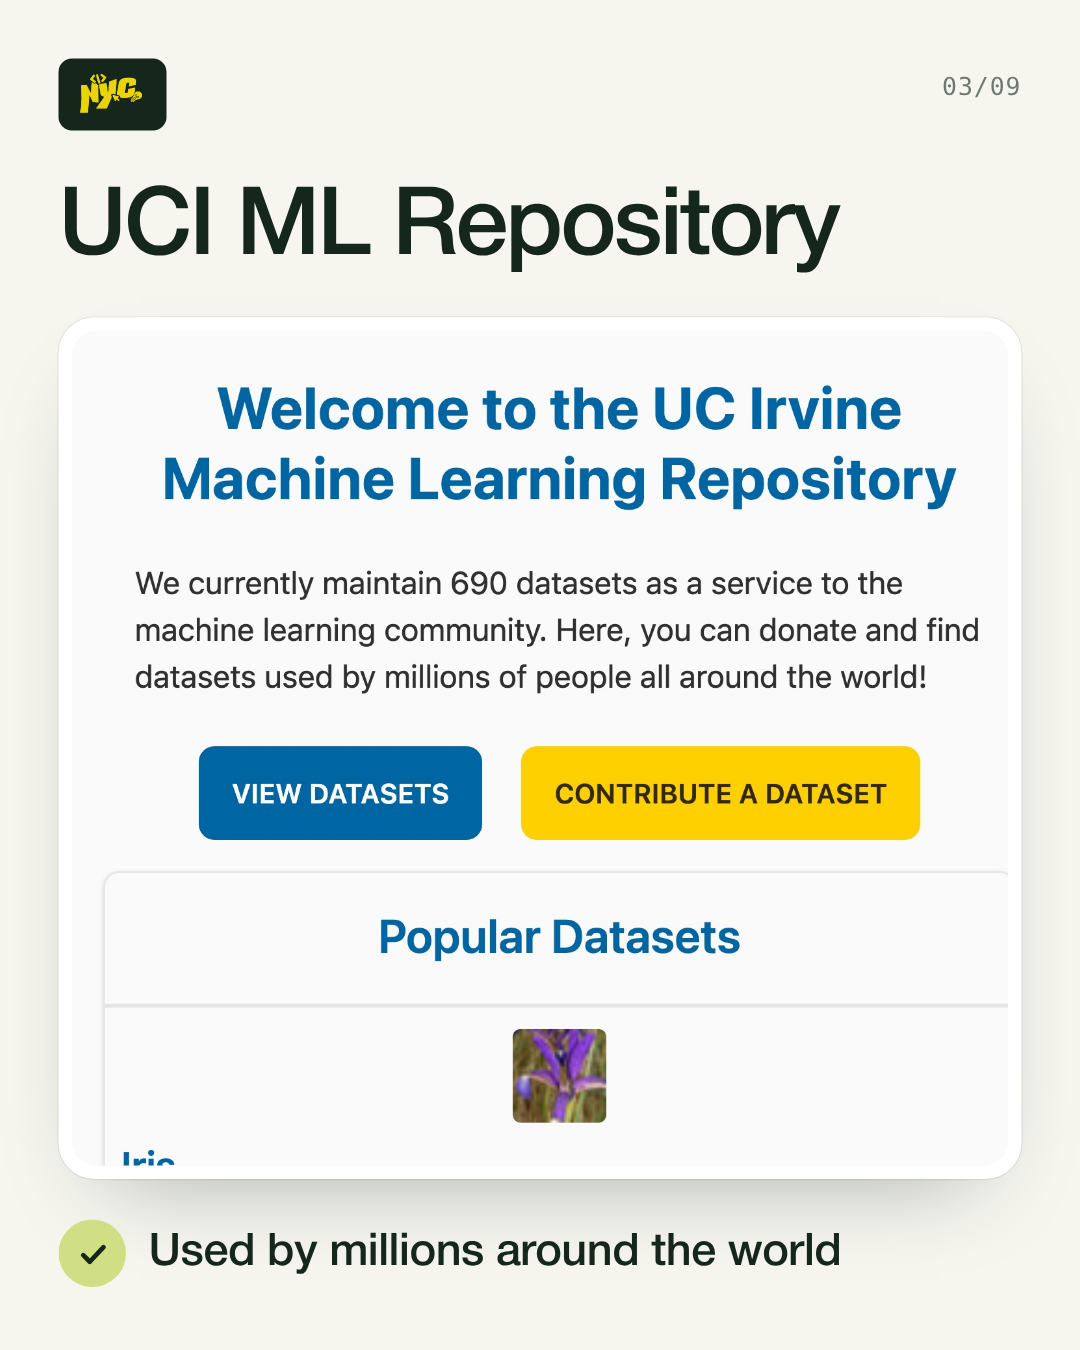 NYC
03/09
UCI ML Repository
Welcome to the UC Irvine
Machine Learning Repository
We currently maintain 690 datasets as a service to the
machine learning community. Here, you can donate and find
datasets used by millions of people all around the world!
VIEW DATASETS
CONTRIBUTE A DATASET
Popular Datasets
Iris
Used by millions around the world